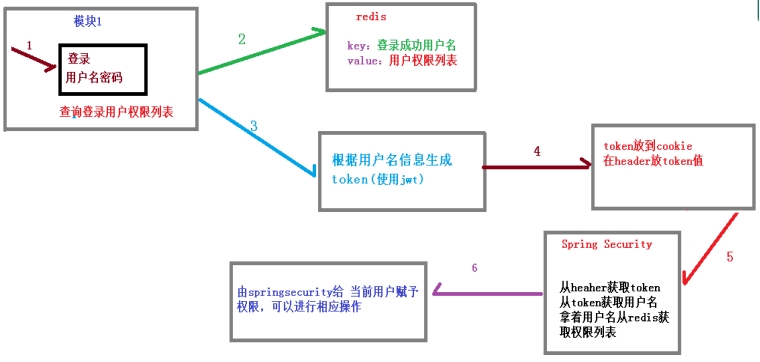 模块1
1
登录
用户名密码
查询登录用户权限列表
2
redis
key：登录成功用户名
value：用户权限列表
3
根据用户名信息生成
token(使用jwt)
4
token放到cookie
在header放token值
5
Spring Security
从heaher获取token
从token获取用户名
拿着用户名从redis获
取权限列表
6
由springsecurity给 当前用户赋予
权限，可以进行相应操作